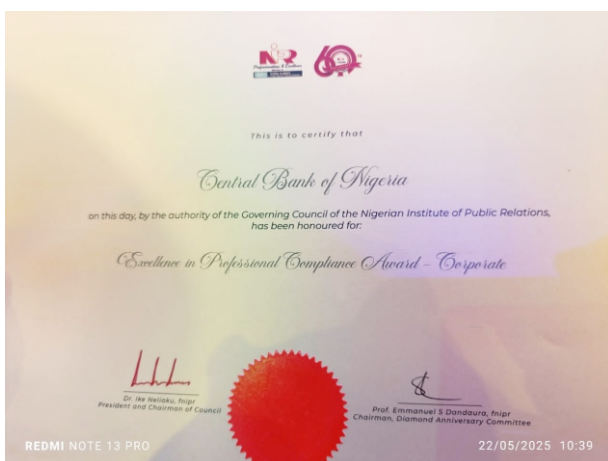 NiPR
60
This is to certify that
Central Bank of Nigeria
on this day, by the authority of the Governing Council of the Nigerian Institute of Public Relations,
has been honoured for:
Excellence in Professional Compliance Award – Corporate
Dr. Ike Neliaku, fnipr
President and Chairman of Council
Prof. Emmanuel S Dandaura, fnipr
Chairman, Diamond Anniversary Committee
REDMI NOTE 13 PRO
22/05/2025 10:39